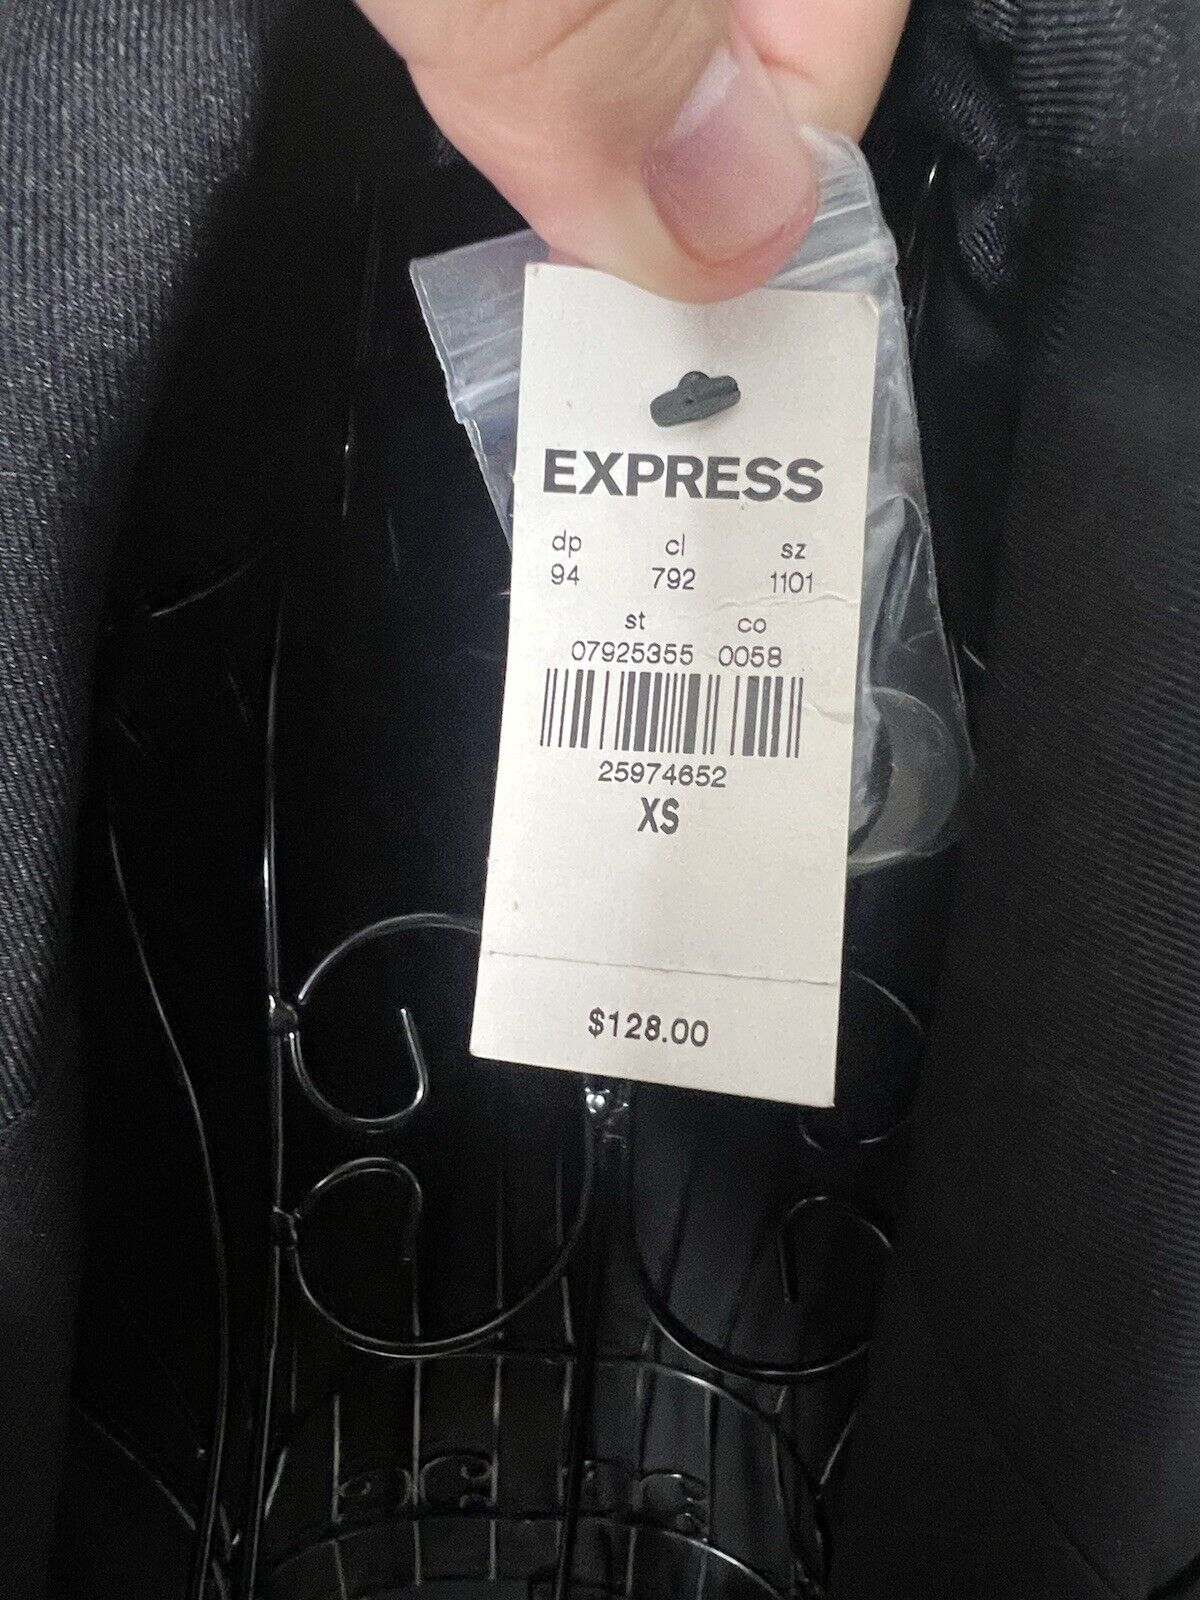 EXPRESS
dp cl sz
94 792 1101
st co
07925355 0058
25974652
XS
$128.00